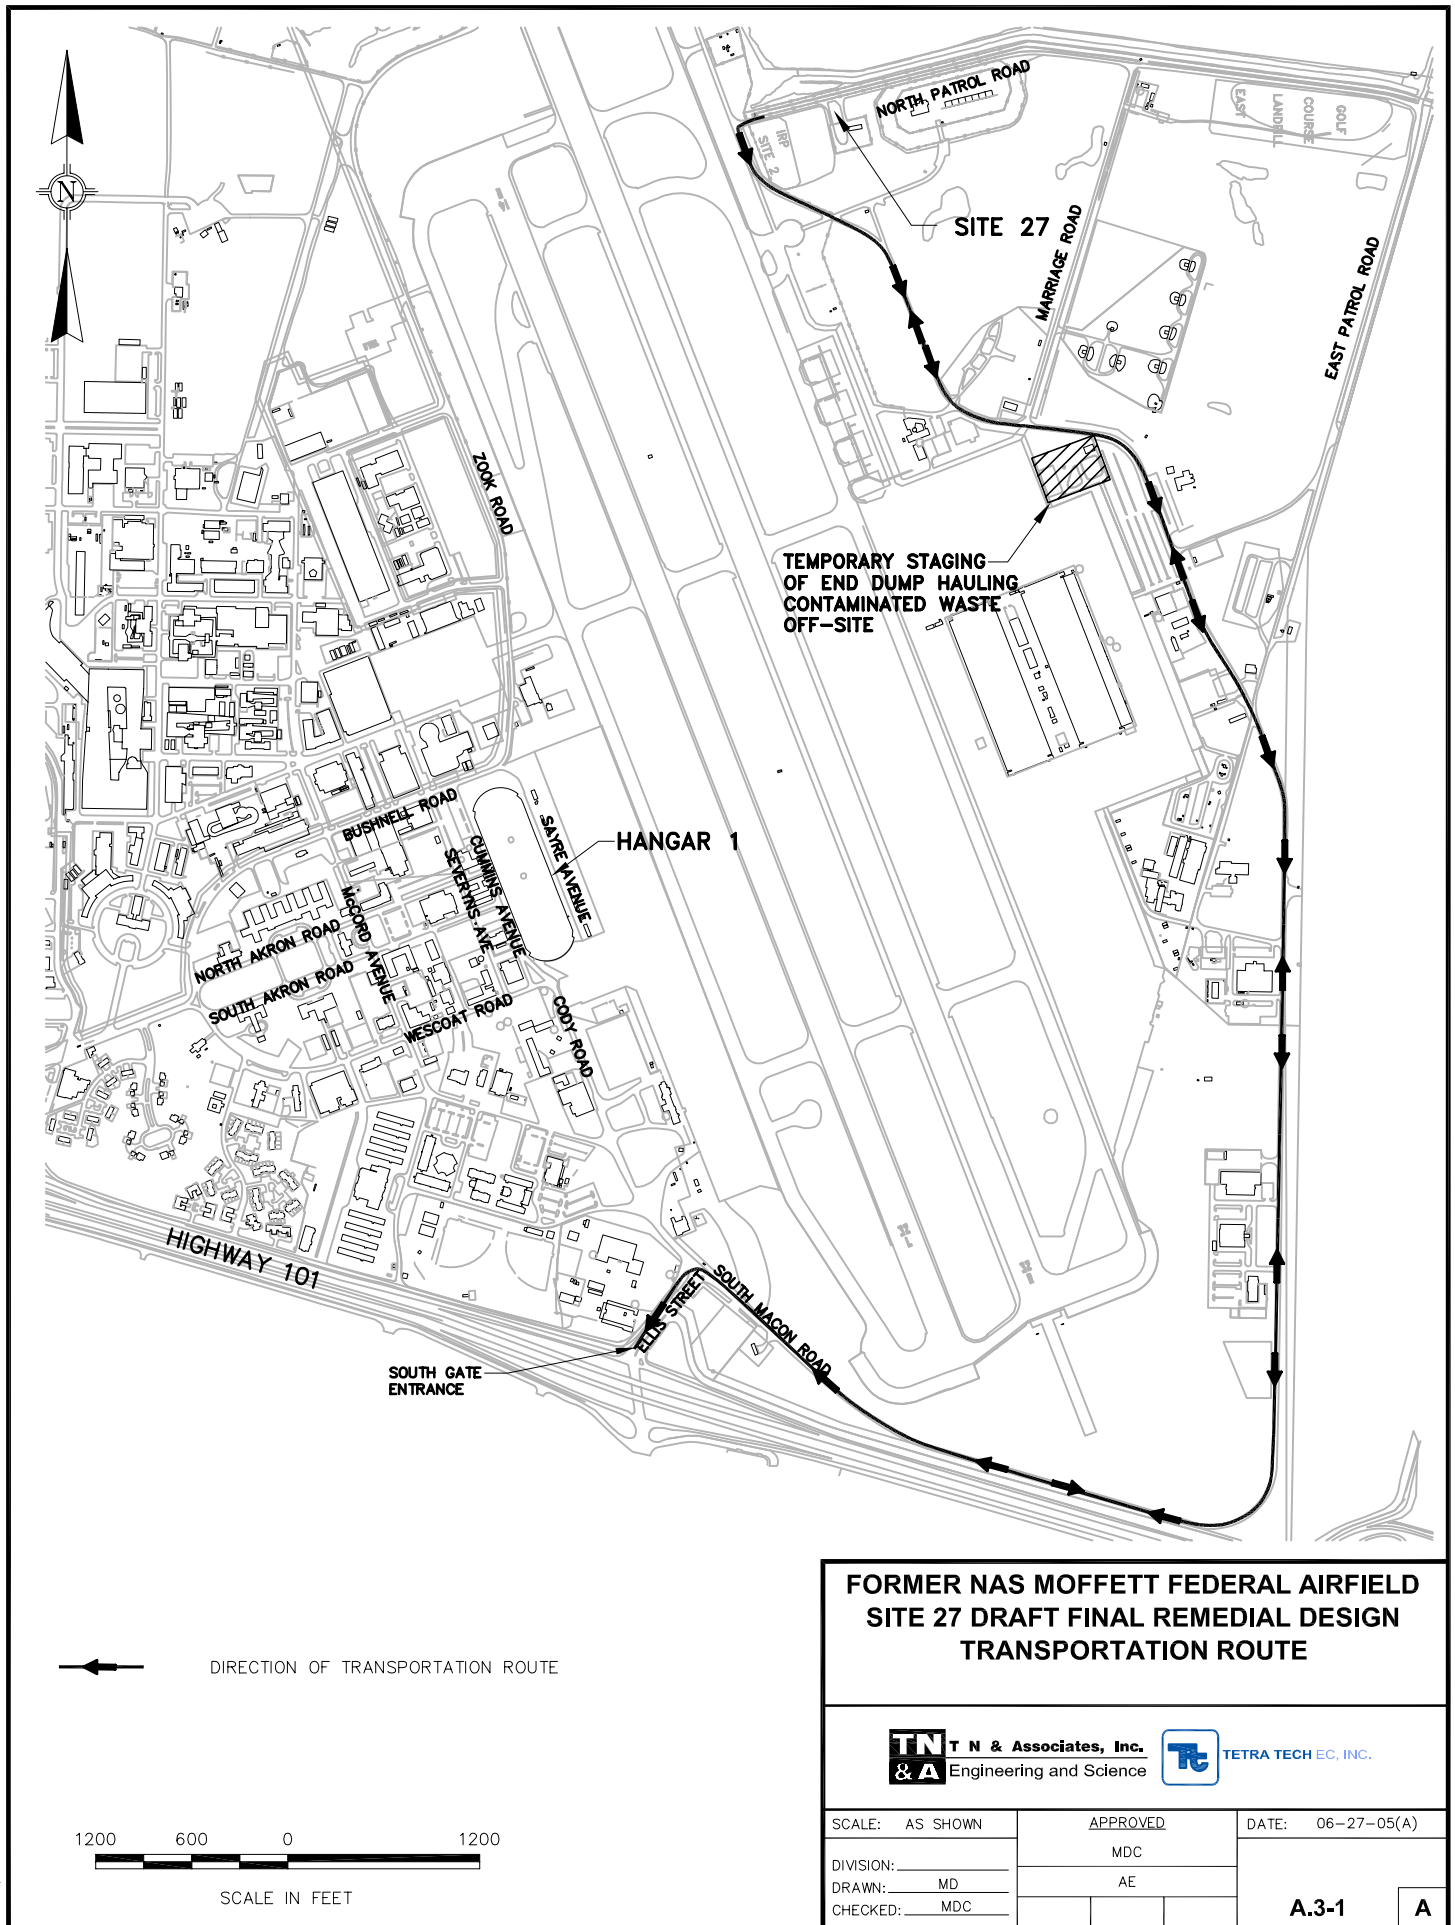 NORTH PATROL ROAD
IRP
SITE 2
EAST
LANDFILL
COURSE
GOLF
N
SITE 27
MARRIAGE ROAD
EAST PATROL ROAD
ZOOK ROAD
TEMPORARY STAGING
OF END DUMP HAULING
CONTAMINATED WASTE
OFF-SITE
BUSHNELL ROAD
HANGAR 1
SAYRE AVENUE
CUMMINS AVENUE
SEVERYNS AVE
McCORD AVENUE
NORTH AKRON ROAD
SOUTH AKRON ROAD
WESCOAT ROAD
CODY ROAD
HIGHWAY 101
ELLIS STREET
SOUTH MACON ROAD
SOUTH GATE
ENTRANCE
DIRECTION OF TRANSPORTATION ROUTE
1200 600 0 1200
SCALE IN FEET
FORMER NAS MOFFETT FEDERAL AIRFIELD
SITE 27 DRAFT FINAL REMEDIAL DESIGN
TRANSPORTATION ROUTE
TN
& A
T N & Associates, Inc.
Engineering and Science
Tt
TETRA TECH EC, INC.
SCALE: AS SHOWN
APPROVED
DATE: 06-27-05(A)
MDC
DIVISION:
DRAWN: MD
AE
CHECKED: MDC
A.3-1
A